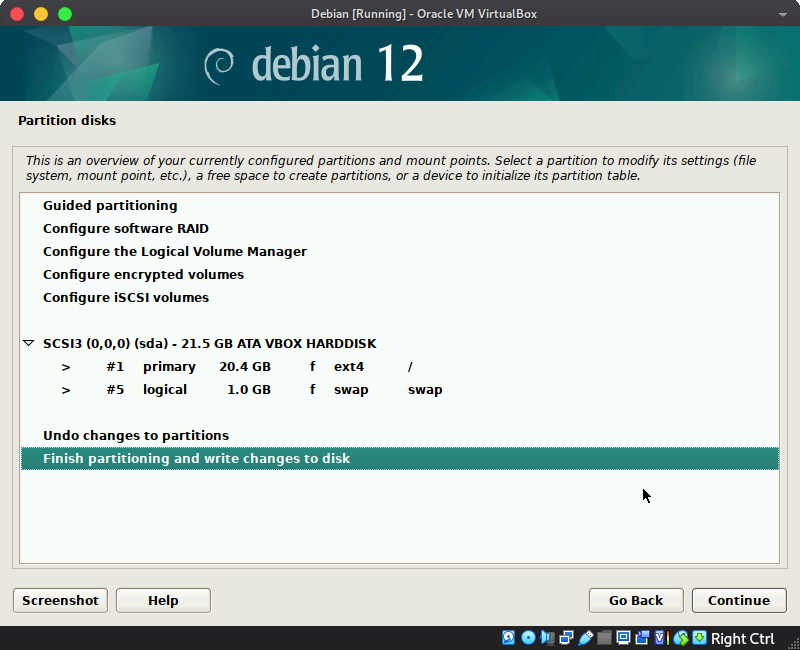 Debian [Running] - Oracle VM VirtualBox
debian 12
Partition disks
This is an overview of your currently configured partitions and mount points. Select a partition to modify its settings (file
system, mount point, etc.), a free space to create partitions, or a device to initialize its partition table.
Guided partitioning
Configure software RAID
Configure the Logical Volume Manager
Configure encrypted volumes
Configure iSCSI volumes
SCSI3 (0,0,0) (sda) - 21.5 GB ATA VBOX HARDDISK
> #1 primary 20.4 GB f ext4 /
> #5 logical 1.0 GB f swap swap
Undo changes to partitions
Finish partitioning and write changes to disk
Screenshot Help Go Back Continue
Right Ctrl